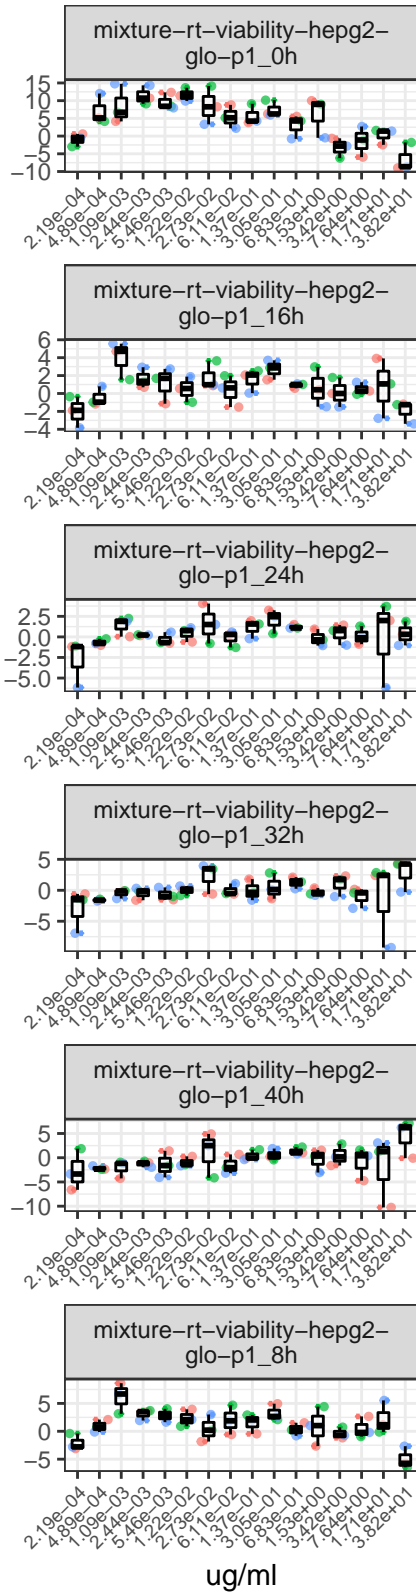 mixture−rt−viability−hepg2−
glo−p1_0h
15
10
5
0
−5
−10
2.19e−04
4.89e−04
1.09e−03
2.44e−03
5.46e−03
1.22e−02
2.73e−02
6.11e−02
1.37e−01
3.05e−01
6.83e−01
1.53e+00
3.42e+00
7.64e+00
1.71e+01
3.82e+01
mixture−rt−viability−hepg2−
glo−p1_16h
6
4
2
0
−2
−4
2.19e−04
4.89e−04
1.09e−03
2.44e−03
5.46e−03
1.22e−02
2.73e−02
6.11e−02
1.37e−01
3.05e−01
6.83e−01
1.53e+00
3.42e+00
7.64e+00
1.71e+01
3.82e+01
mixture−rt−viability−hepg2−
glo−p1_24h
2.5
0.0
−2.5
−5.0
2.19e−04
4.89e−04
1.09e−03
2.44e−03
5.46e−03
1.22e−02
2.73e−02
6.11e−02
1.37e−01
3.05e−01
6.83e−01
1.53e+00
3.42e+00
7.64e+00
1.71e+01
3.82e+01
mixture−rt−viability−hepg2−
glo−p1_32h
5
0
−5
2.19e−04
4.89e−04
1.09e−03
2.44e−03
5.46e−03
1.22e−02
2.73e−02
6.11e−02
1.37e−01
3.05e−01
6.83e−01
1.53e+00
3.42e+00
7.64e+00
1.71e+01
3.82e+01
mixture−rt−viability−hepg2−
glo−p1_40h
5
0
−5
−10
2.19e−04
4.89e−04
1.09e−03
2.44e−03
5.46e−03
1.22e−02
2.73e−02
6.11e−02
1.37e−01
3.05e−01
6.83e−01
1.53e+00
3.42e+00
7.64e+00
1.71e+01
3.82e+01
mixture−rt−viability−hepg2−
glo−p1_8h
5
0
−5
2.19e−04
4.89e−04
1.09e−03
2.44e−03
5.46e−03
1.22e−02
2.73e−02
6.11e−02
1.37e−01
3.05e−01
6.83e−01
1.53e+00
3.42e+00
7.64e+00
1.71e+01
3.82e+01
ug/ml